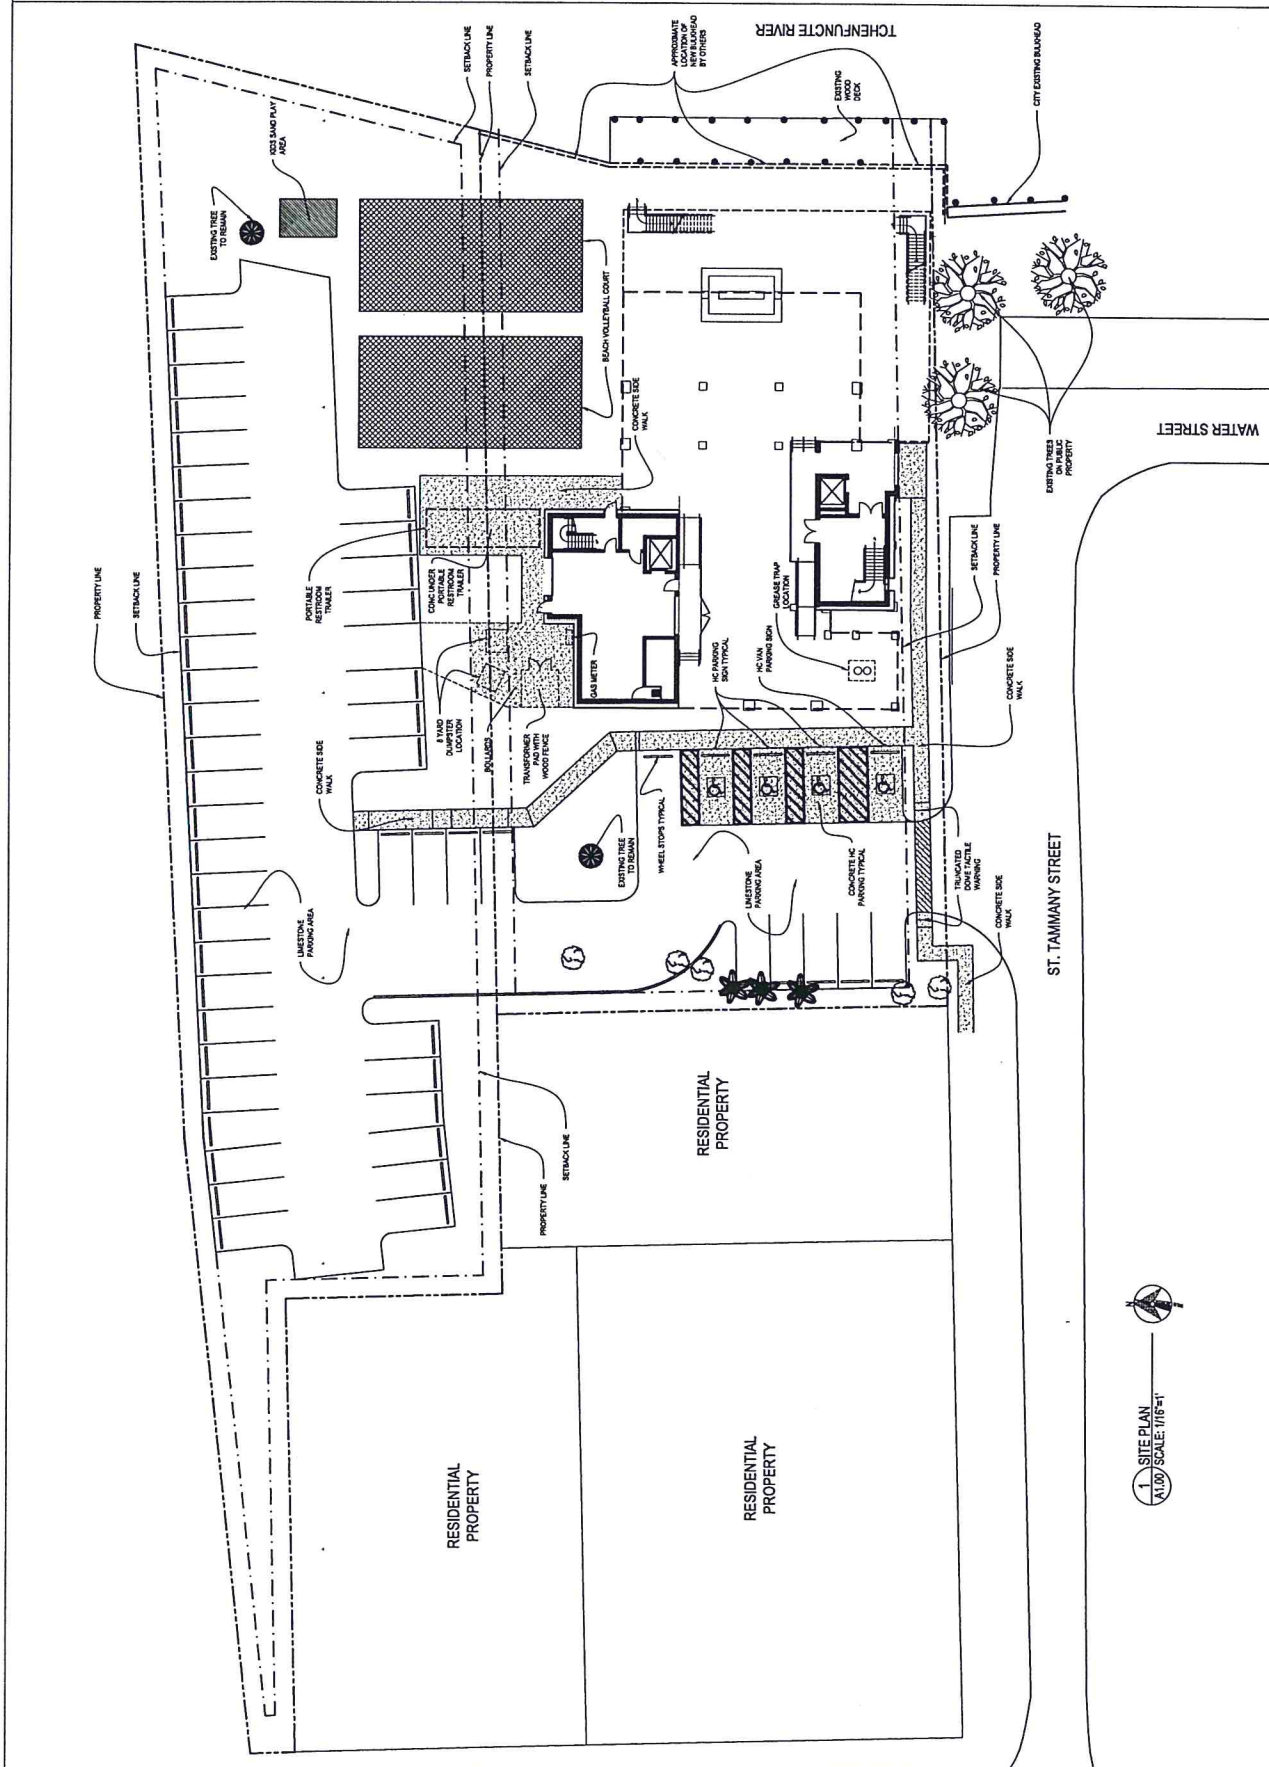 TCHENFUNCTE RIVER
SETBACK LINE
PROPERTY LINE
SETBACK LINE
APPROXIMATE
LOCATION OF
NEW BULKHEAD
BY OTHERS
EXISTING
WOOD
DECK
CITY EXISTING BULKHEAD
KIDS SAND PLAY
AREA
EXISTING TREE
TO REMAIN
BEACH VOLLEYBALL COURT
CONCRETE SIDE
WALK
WATER STREET
EXISTING TREES
ON PUBLIC
PROPERTY
PROPERTY LINE
SETBACK LINE
PORTABLE
RESTROOM
TRAILER
CONC UNDER
PORTABLE
RESTROOM
TRAILER
GREASE TRAP
LOCATION
SETBACK LINE
PROPERTY LINE
GAS METER
HC PARKING
SIGN TYPICAL
HC VAN
PARKING SIGN
CONCRETE SIDE
WALK
8 YARD
DUMPSTER
LOCATION
BOLLARDS
TRANSFORMER
PAD WITH
WOOD FENCE
CONCRETE SIDE
WALK
WHEEL STOPS TYPICAL
EXISTING TREE
TO REMAIN
LIMESTONE
PARKING AREA
CONCRETE HC
PARKING TYPICAL
TRUNCATED
DOME TACTILE
WARNING
CONCRETE SIDE
WALK
LIMESTONE
PARKING AREA
ST. TAMMANY STREET
RESIDENTIAL
PROPERTY
SETBACK LINE
PROPERTY LINE
RESIDENTIAL
PROPERTY
RESIDENTIAL
PROPERTY
N
1
SITE PLAN
A1.00 SCALE: 1/16"=1'